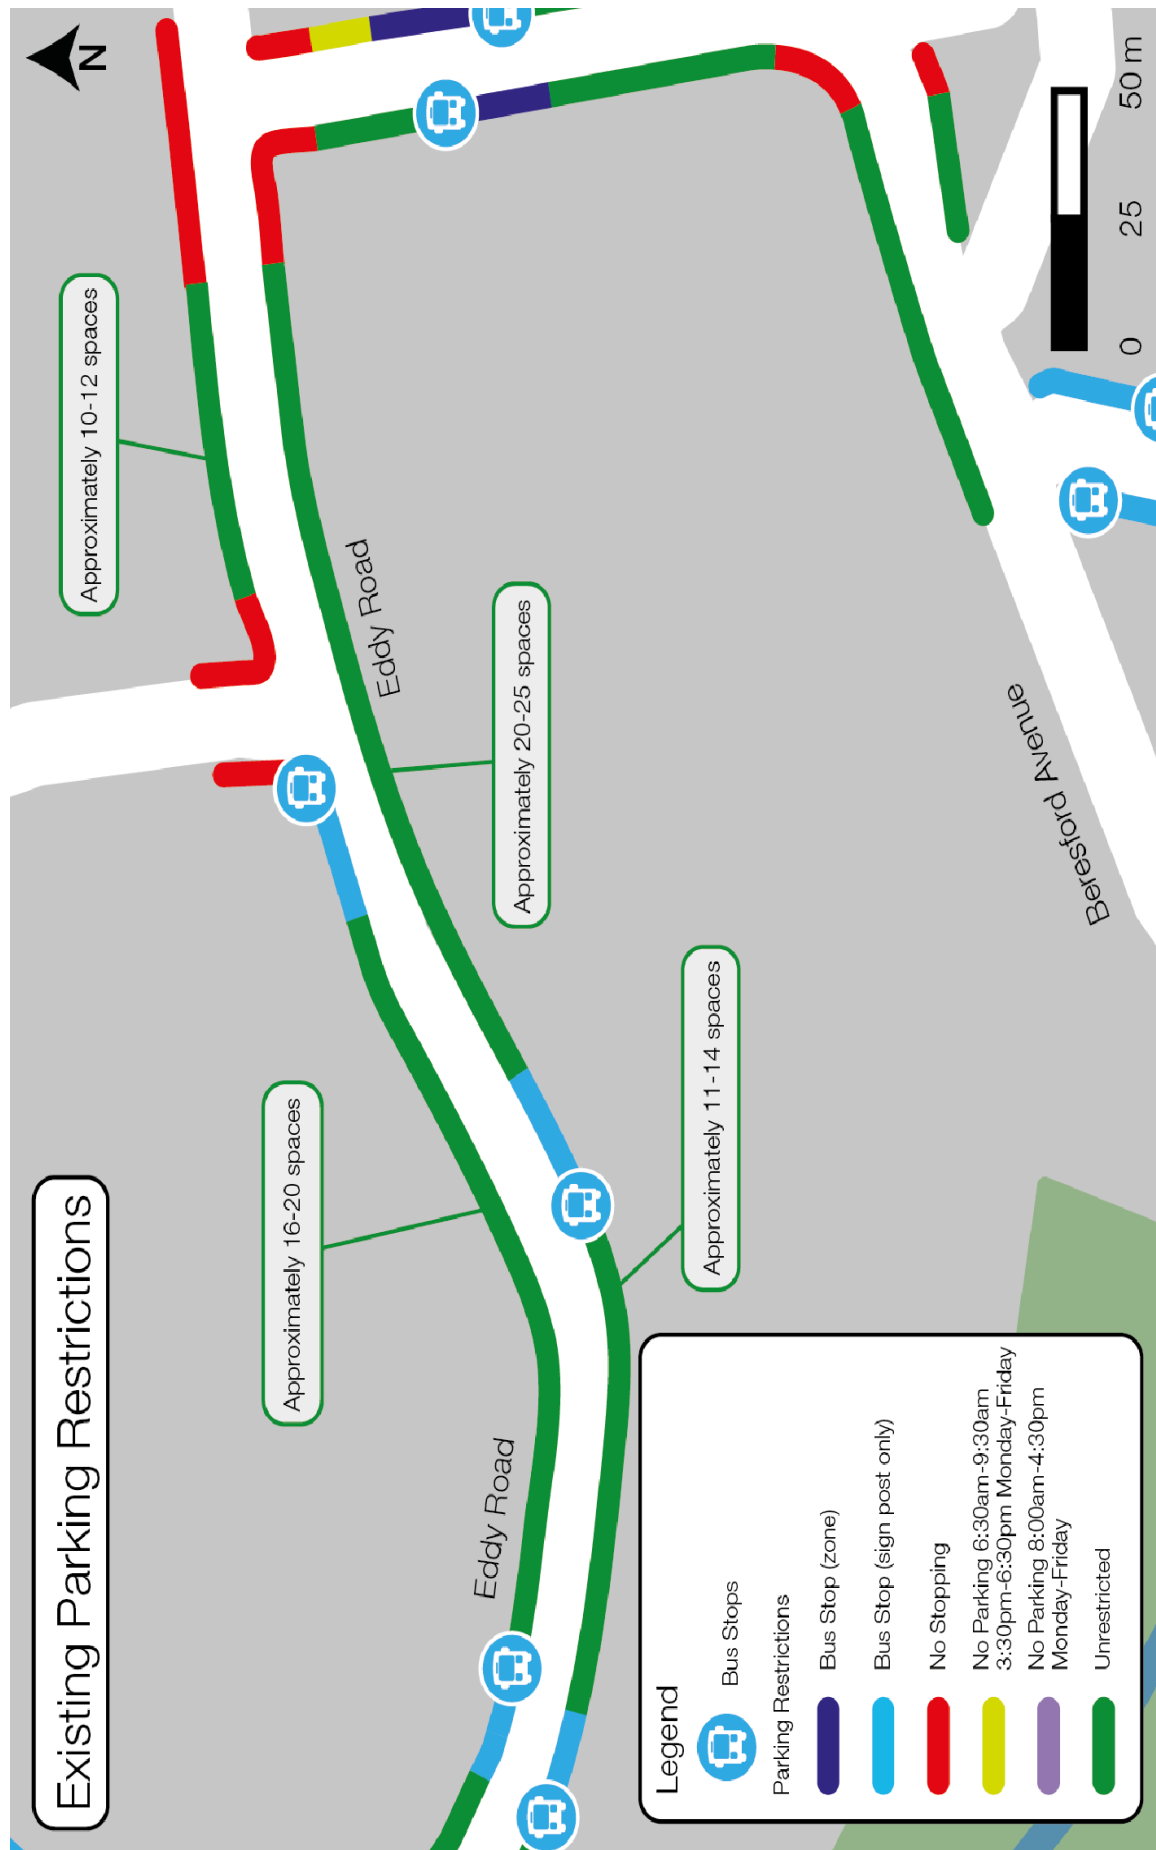 Existing Parking Restrictions
N
Approximately 10-12 spaces
Approximately 16-20 spaces
Eddy Road
Approximately 20-25 spaces
Eddy Road
Approximately 11-14 spaces
Beresford Avenue
Legend
Bus Stops
Parking Restrictions
Bus Stop (zone)
Bus Stop (sign post only)
No Stopping
No Parking 6:30am-9:30am
3:30pm-6:30pm Monday-Friday
No Parking 8:00am-4:30pm
Monday-Friday
Unrestricted
0 25 50 m